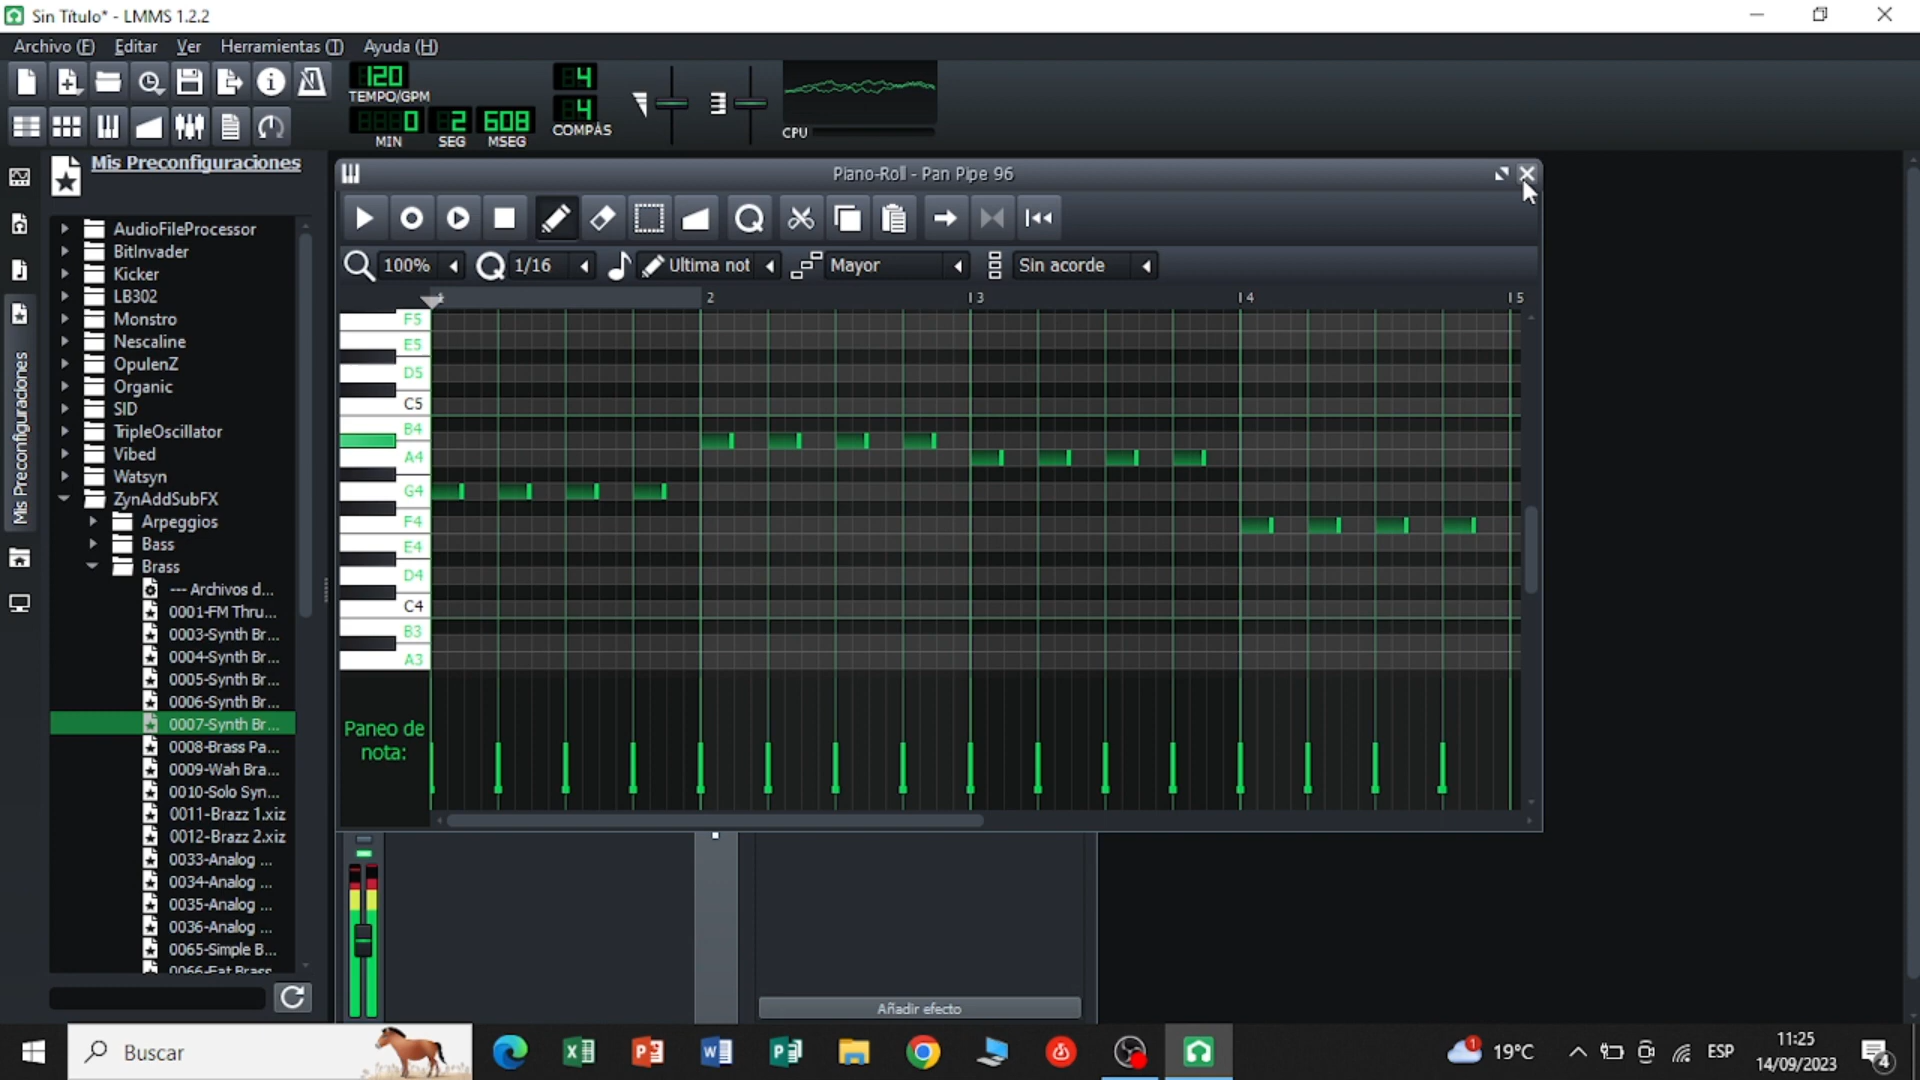 Sin Título* - LMMS 1.2.2
Archivo (F) Editar Ver Herramientas (T) Ayuda (H)
120
TEMPO/GPM
0 2 608
MIN SEG MSEG
4
4
COMPÁS
CPU
Mis Preconfiguraciones
Mis Preconfiguraciones
AudioFileProcessor
BitInvader
Kicker
LB302
Monstro
Nescaline
OpulenZ
Organic
SID
TripleOscillator
Vibed
Watsyn
ZynAddSubFX
Arpeggios
Bass
Brass
--- Archivos d...
0001-FM Thru...
0003-Synth Br...
0004-Synth Br...
0005-Synth Br...
0006-Synth Br...
0007-Synth Br...
0008-Brass Pa...
0009-Wah Bra...
0010-Solo Syn...
0011-Brazz 1.xiz
0012-Brazz 2.xiz
0033-Analog ...
0034-Analog ...
0035-Analog ...
0036-Analog ...
0065-Simple B...
0066-Fat Brass
Piano-Roll - Pan Pipe 96
100% 1/16 Ultima not Mayor Sin acorde
2 3 4 5
F5
E5
D5
C5
B4
A4
G4
F4
E4
D4
C4
B3
A3
Paneo de
nota:
Añadir efecto
Buscar
1
19°C
ESP
11:25
14/09/2023
4